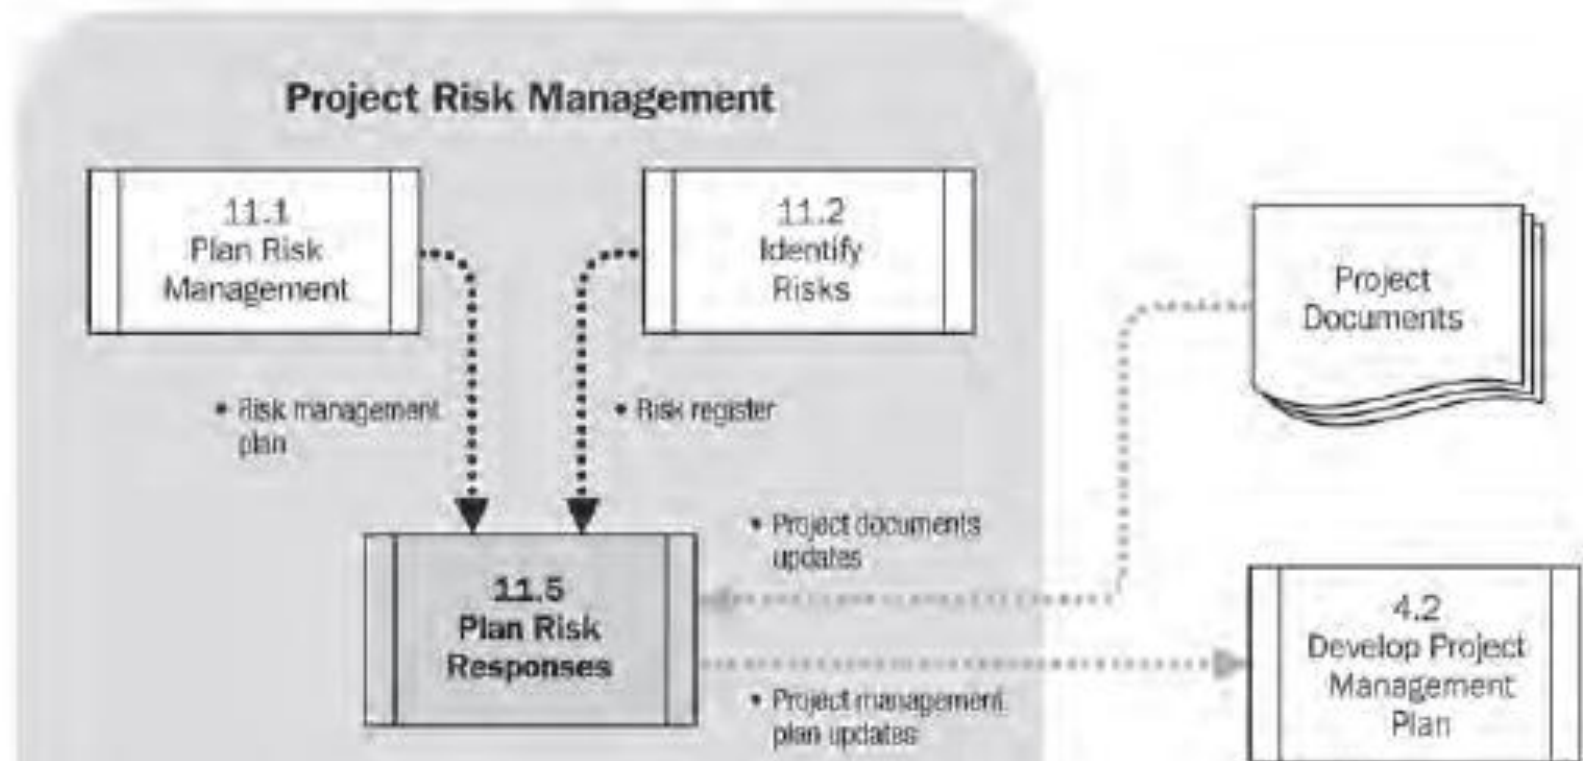 Project Risk Management
11.1
Plan Risk
Management
11.2
Identify
Risks
Project
Documents
• Risk management
plan
• Risk register
• Project documents
updates
11.5
Plan Risk
Responses
4.2
Develop Project
Management
Plan
• Project management
plan updates